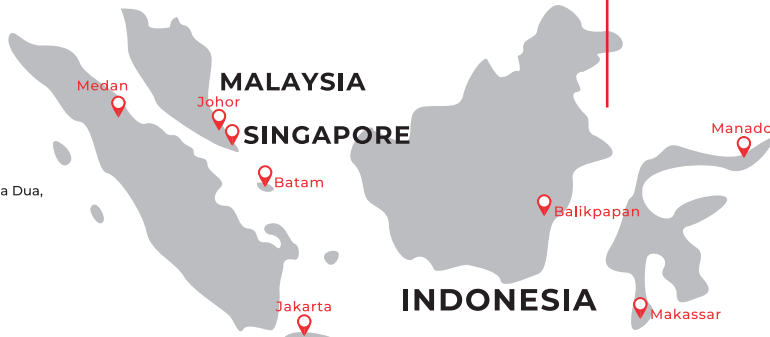 MALAYSIA
Medan
Johor
SINGAPORE
Manado
Batam
a Dua,
Balikpapan
INDONESIA
Jakarta
Makassar